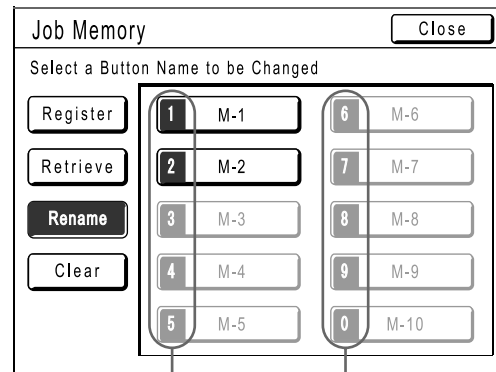 Job Memory Close
Select a Button Name to be Changed
Register 1 M-1 6 M-6
Retrieve 2 M-2 7 M-7
Rename 3 M-3 8 M-8
Clear 4 M-4 9 M-9
5 M-5 0 M-10